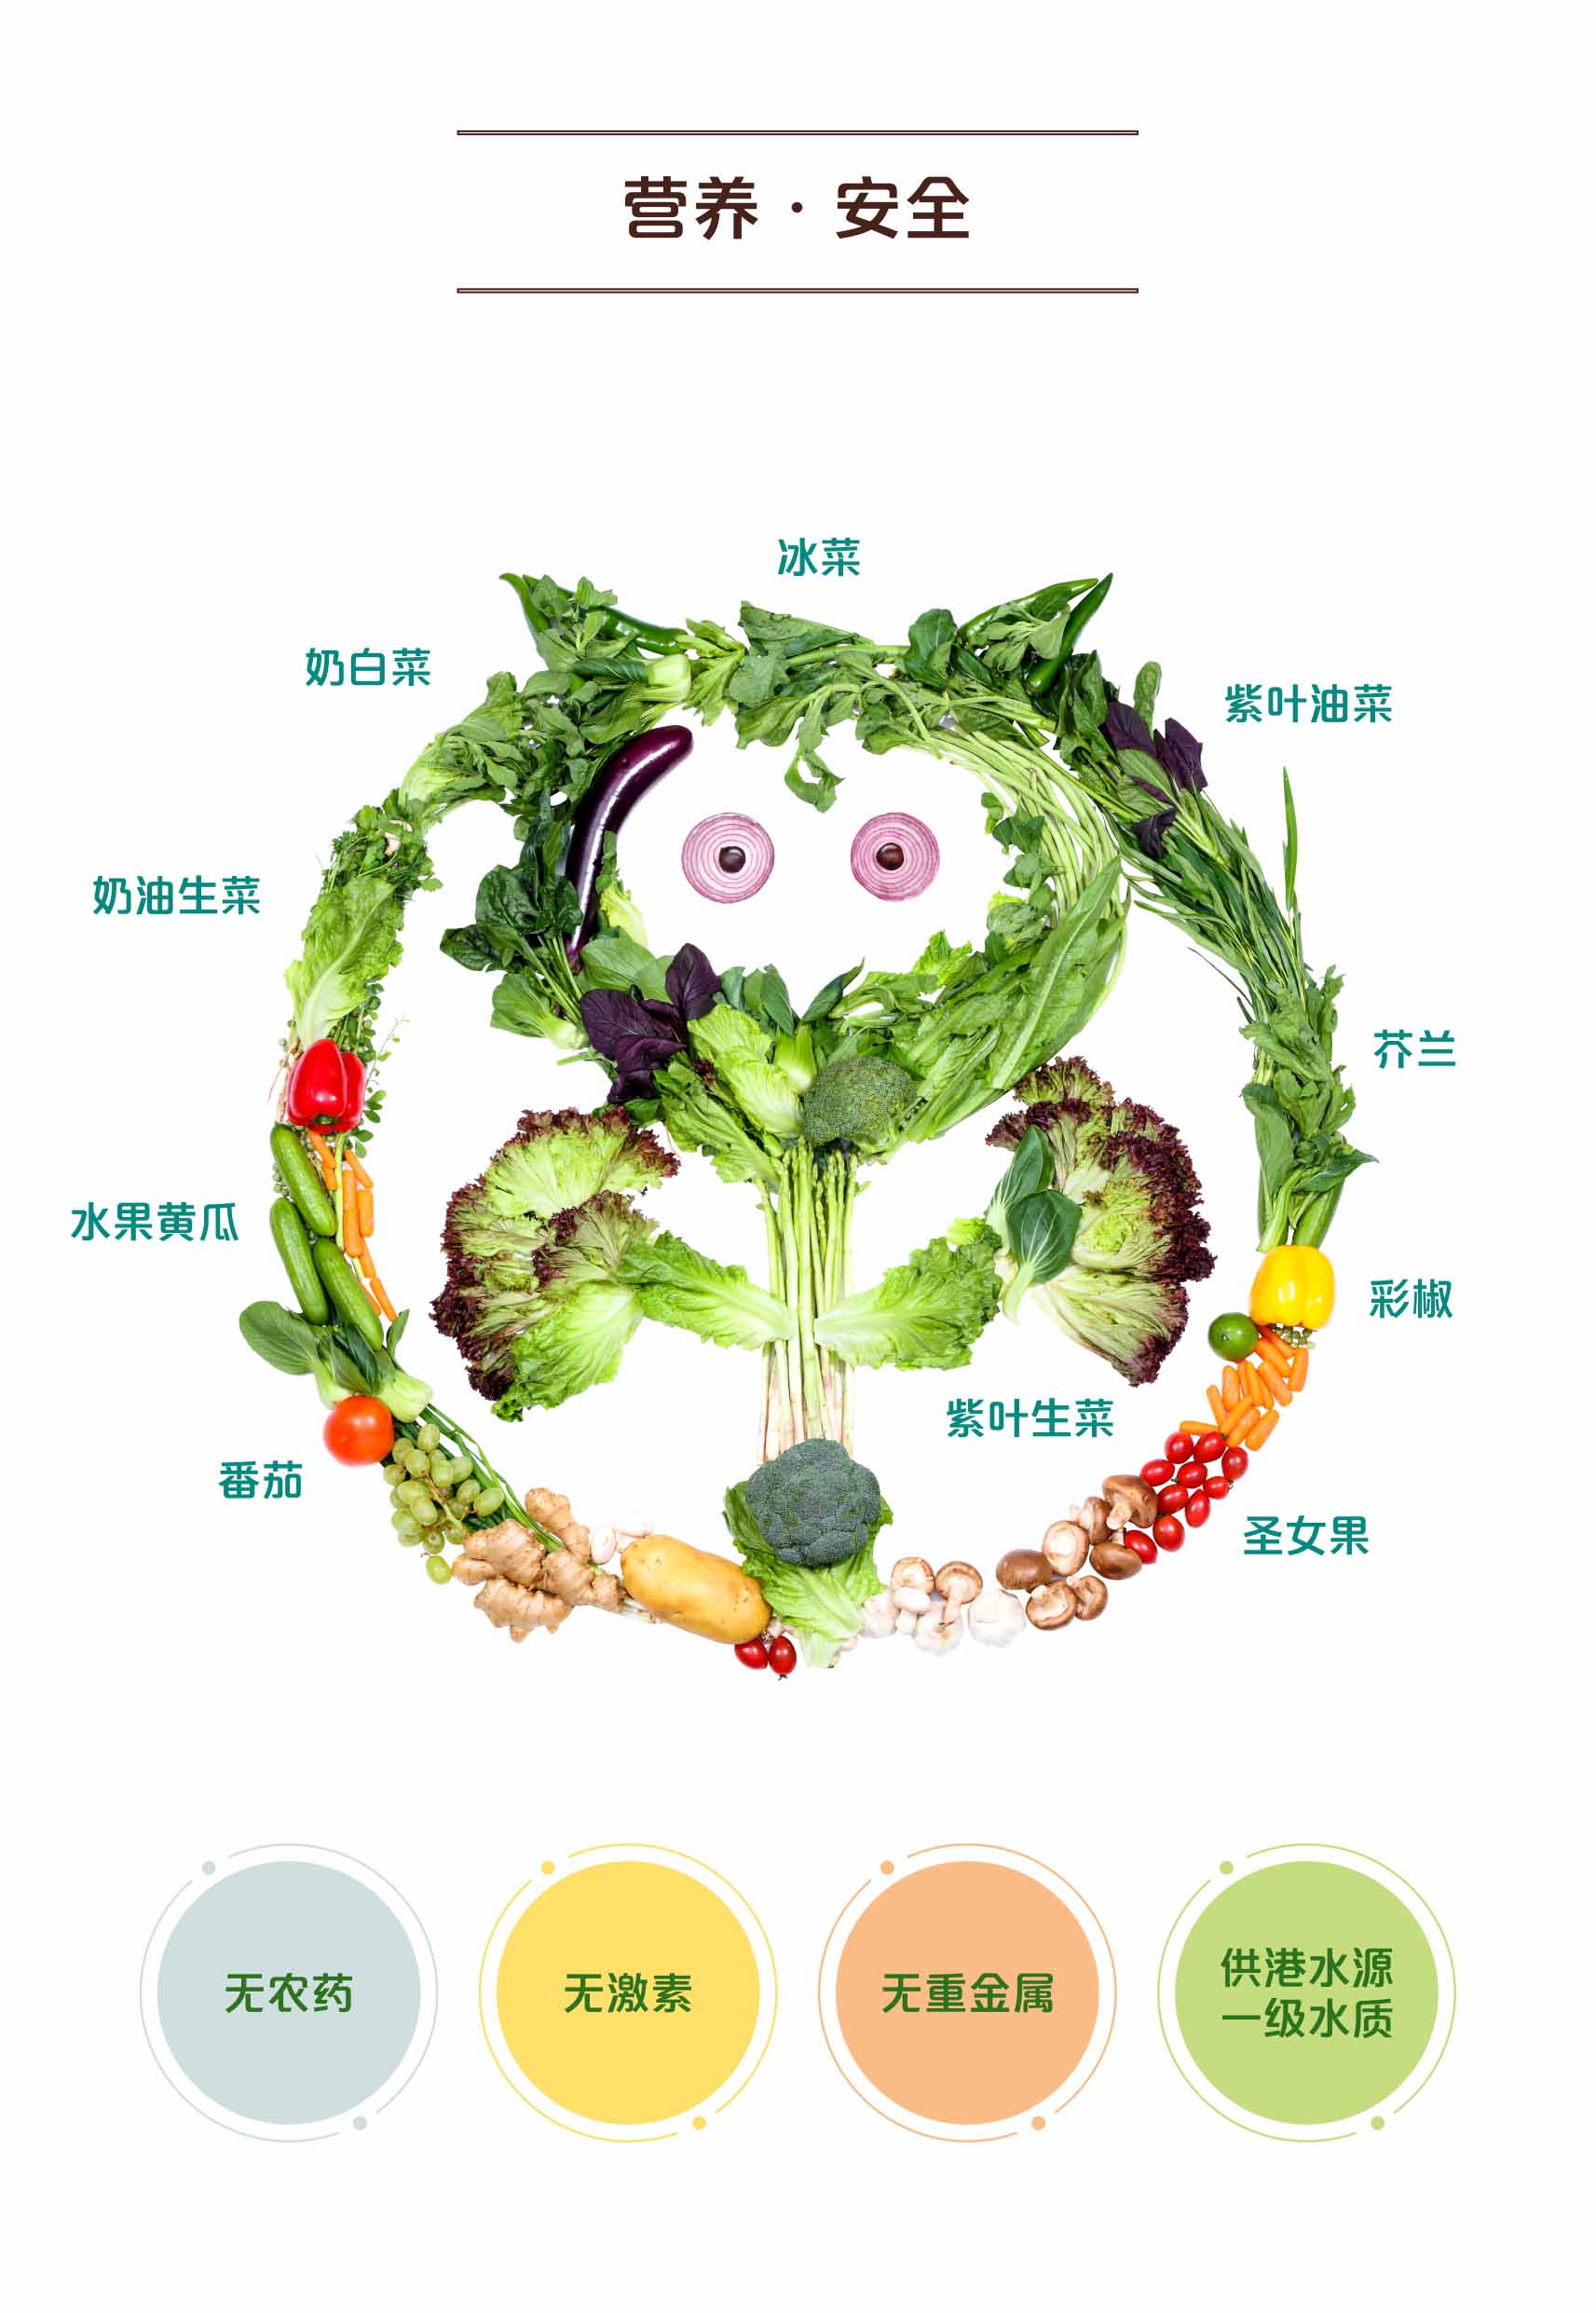 营养·安全
冰菜
奶白菜
紫叶油菜
奶油生菜
芥兰
水果黄瓜
彩椒
紫叶生菜
番茄
圣女果
无农药
无激素
无重金属
供港水源
一级水质